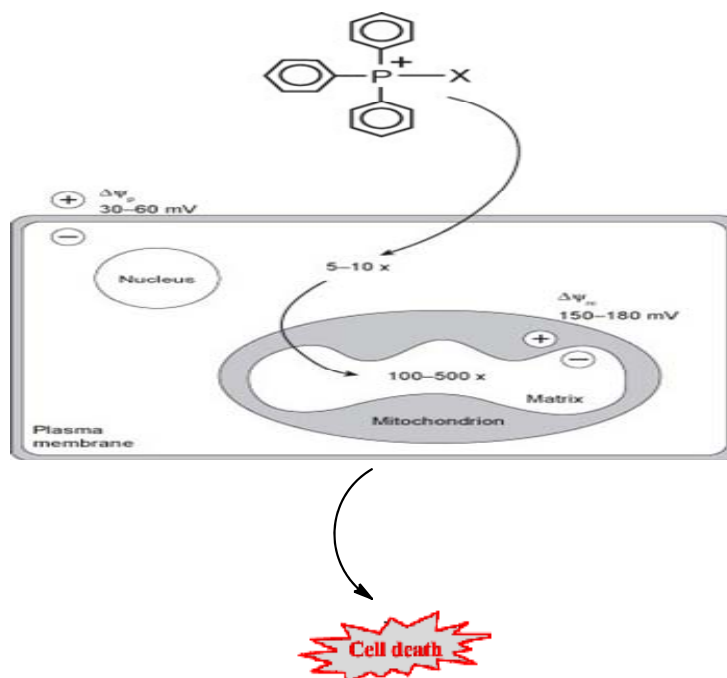 P
+
X
+
Δψp
30–60 mV
−
Nucleus
5–10 x
Δψm
150–180 mV
+
−
100–500 x
Matrix
Mitochondrion
Plasma
membrane
Cell death